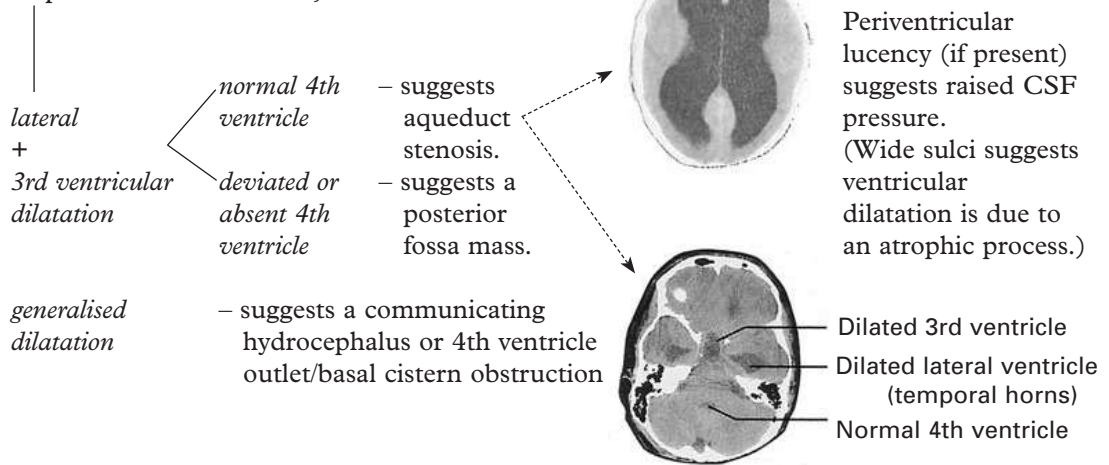 lateral
+
3rd ventricular
dilatation
normal 4th
ventricle
– suggests
aqueduct
stenosis.
deviated or
absent 4th
ventricle
– suggests a
posterior
fossa mass.
generalised
dilatation
– suggests a communicating
hydrocephalus or 4th ventricle
outlet/basal cistern obstruction
Periventricular
lucency (if present)
suggests raised CSF
pressure.
(Wide sulci suggests
ventricular
dilatation is due to
an atrophic process.)
Dilated 3rd ventricle
Dilated lateral ventricle
(temporal horns)
Normal 4th ventricle